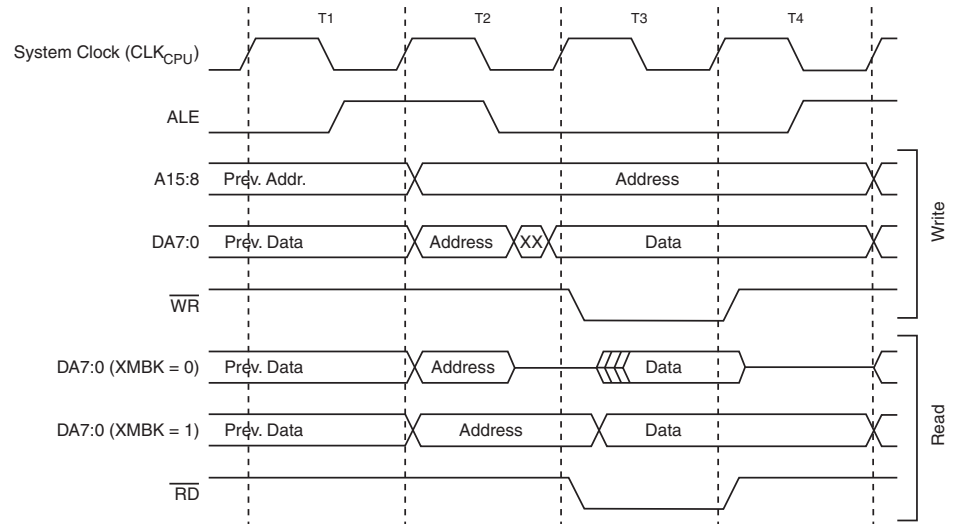 T1 T2 T3 T4
System Clock (CLKCPU)
ALE
A15:8 Prev. Addr. Address
DA7:0 Prev. Data Address XX Data
WR
Write
DA7:0 (XMBK = 0) Prev. Data Address Data
DA7:0 (XMBK = 1) Prev. Data Address Data
RD
Read